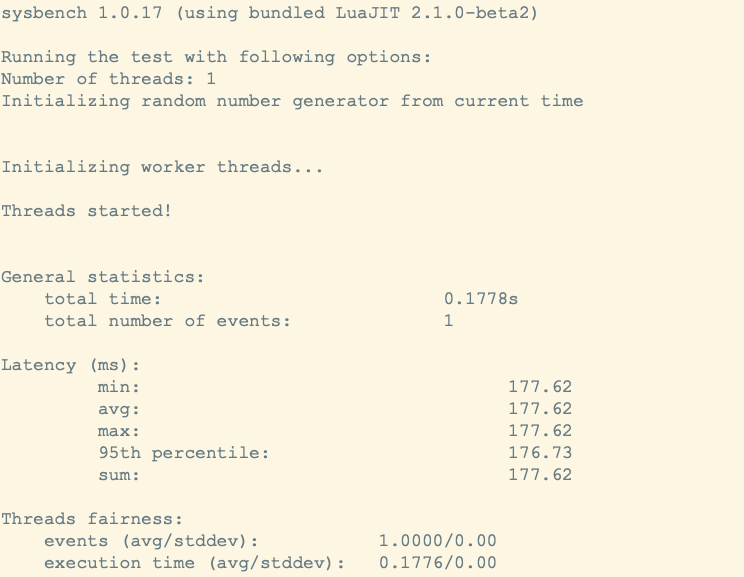 sysbench 1.0.17 (using bundled LuaJIT 2.1.0-beta2)
Running the test with following options:
Number of threads: 1
Initializing random number generator from current time
Initializing worker threads...
Threads started!
General statistics:
total time: 0.1778s
total number of events: 1
Latency (ms):
min: 177.62
avg: 177.62
max: 177.62
95th percentile: 176.73
sum: 177.62
Threads fairness:
events (avg/stddev): 1.0000/0.00
execution time (avg/stddev): 0.1776/0.00